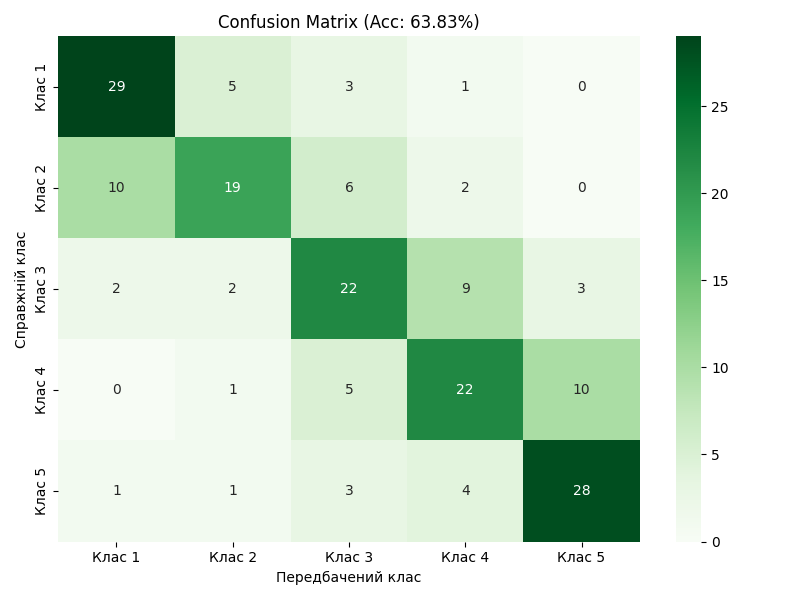 Confusion Matrix (Acc: 63.83%)
Справжній клас
Клас 1 29 5 3 1 0
Клас 2 10 19 6 2 0
Клас 3 2 2 22 9 3
Клас 4 0 1 5 22 10
Клас 5 1 1 3 4 28
Клас 1 Клас 2 Клас 3 Клас 4 Клас 5
Передбачений клас
25
20
15
10
5
0